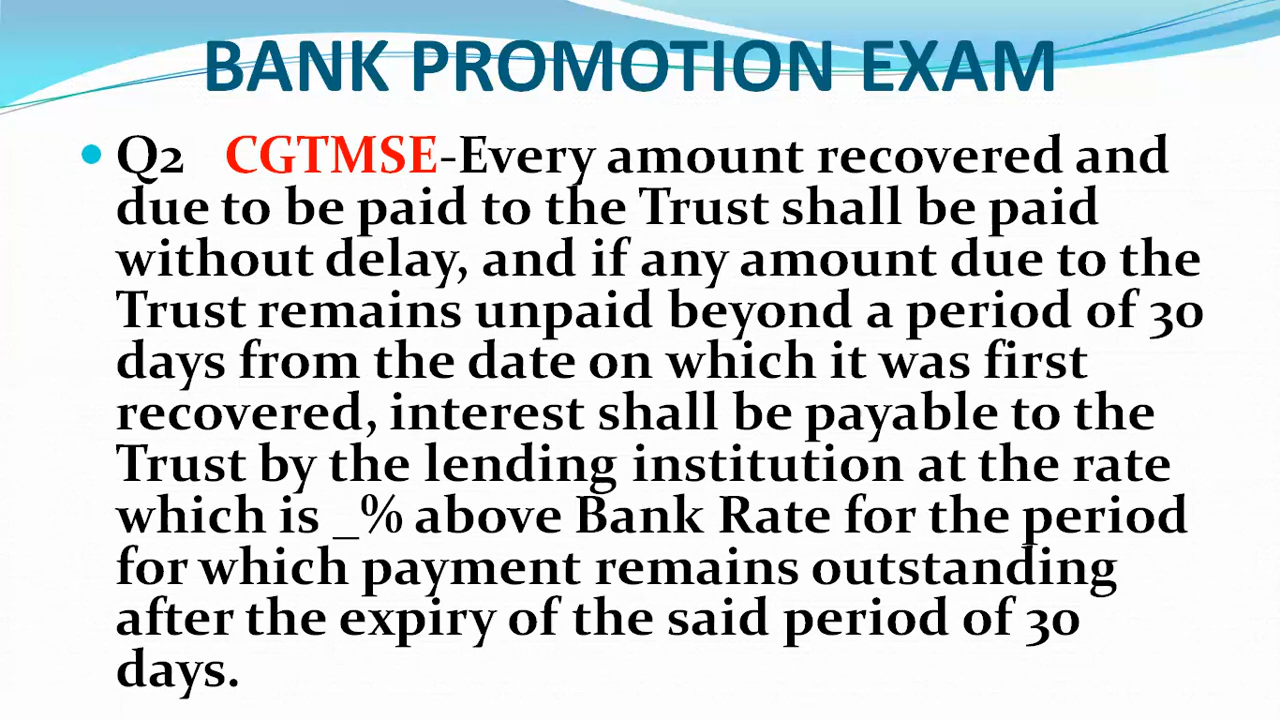 BANK PROMOTION EXAM
• Q2 CGTMSE-Every amount recovered and
due to be paid to the Trust shall be paid
without delay, and if any amount due to the
Trust remains unpaid beyond a period of 30
days from the date on which it was first
recovered, interest shall be payable to the
Trust by the lending institution at the rate
which is _% above Bank Rate for the period
for which payment remains outstanding
after the expiry of the said period of 30
days.